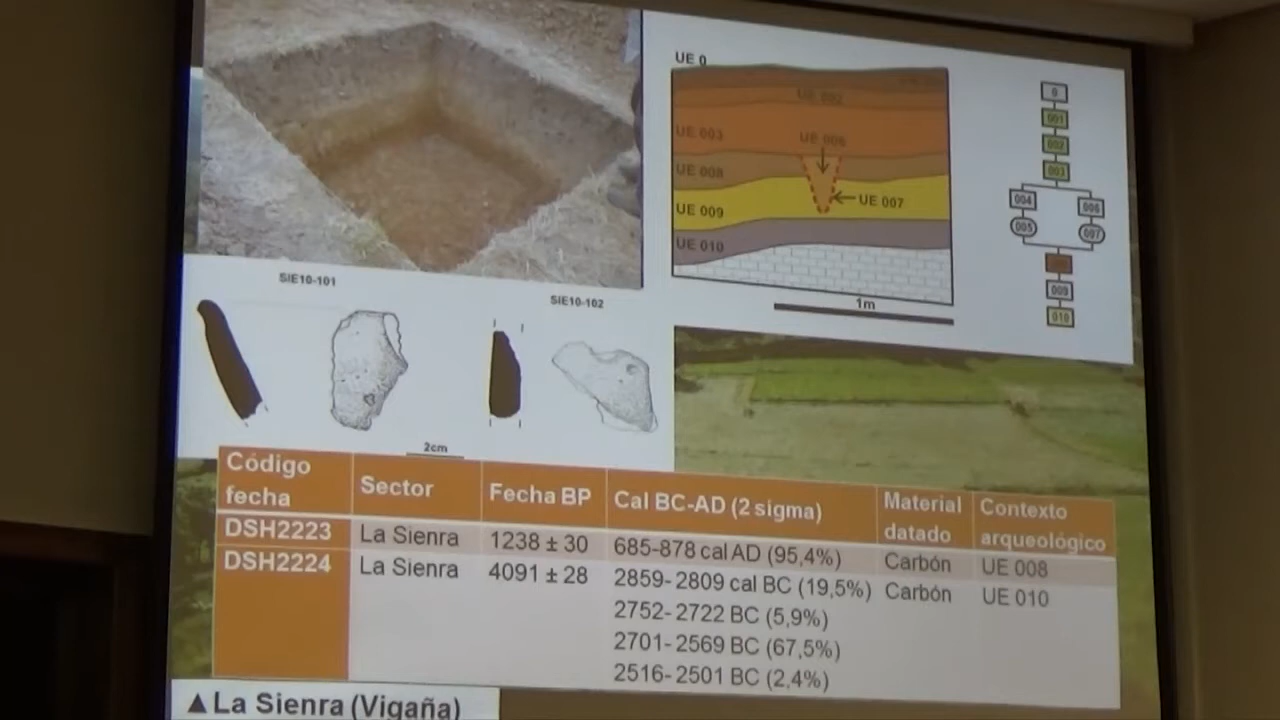 UE 0
UE 002
UE 003
UE 006
UE 008
UE 007
UE 009
UE 010
1m
0
001
002
003
004
006
005
007
009
010
SIE10-101
SIE10-102
2cm
Código fecha
Sector
Fecha BP
Cal BC-AD (2 sigma)
Material datado
Contexto arqueológico
DSH2223
La Sienra
1238 ± 30
685-878 cal AD (95,4%)
Carbón
UE 008
DSH2224
La Sienra
4091 ± 28
2859- 2809 cal BC (19,5%)
Carbón
UE 010
2752- 2722 BC (5,9%)
2701- 2569 BC (67,5%)
2516- 2501 BC (2,4%)
▲La Sienra (Vigaña)